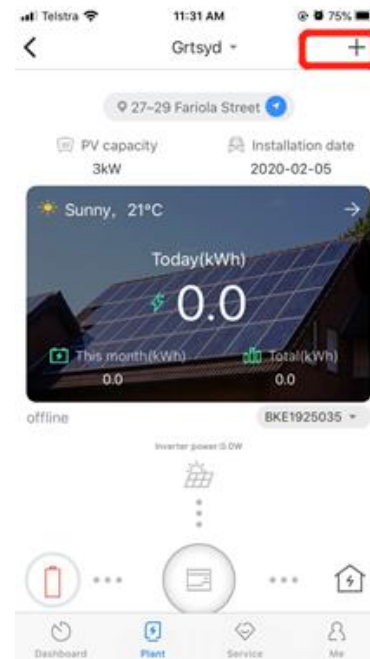 Telstra 11:31 AM 75%
Grtsyd
27-29 Fariola Street
PV capacity Installation date
3kW 2020-02-05
Sunny, 21°C
Today(kWh)
0.0
This month(kWh) Total(kWh)
0.0 0.0
offline BKE1925035
Inverter power:0.0W
Dashboard Plant Service Me